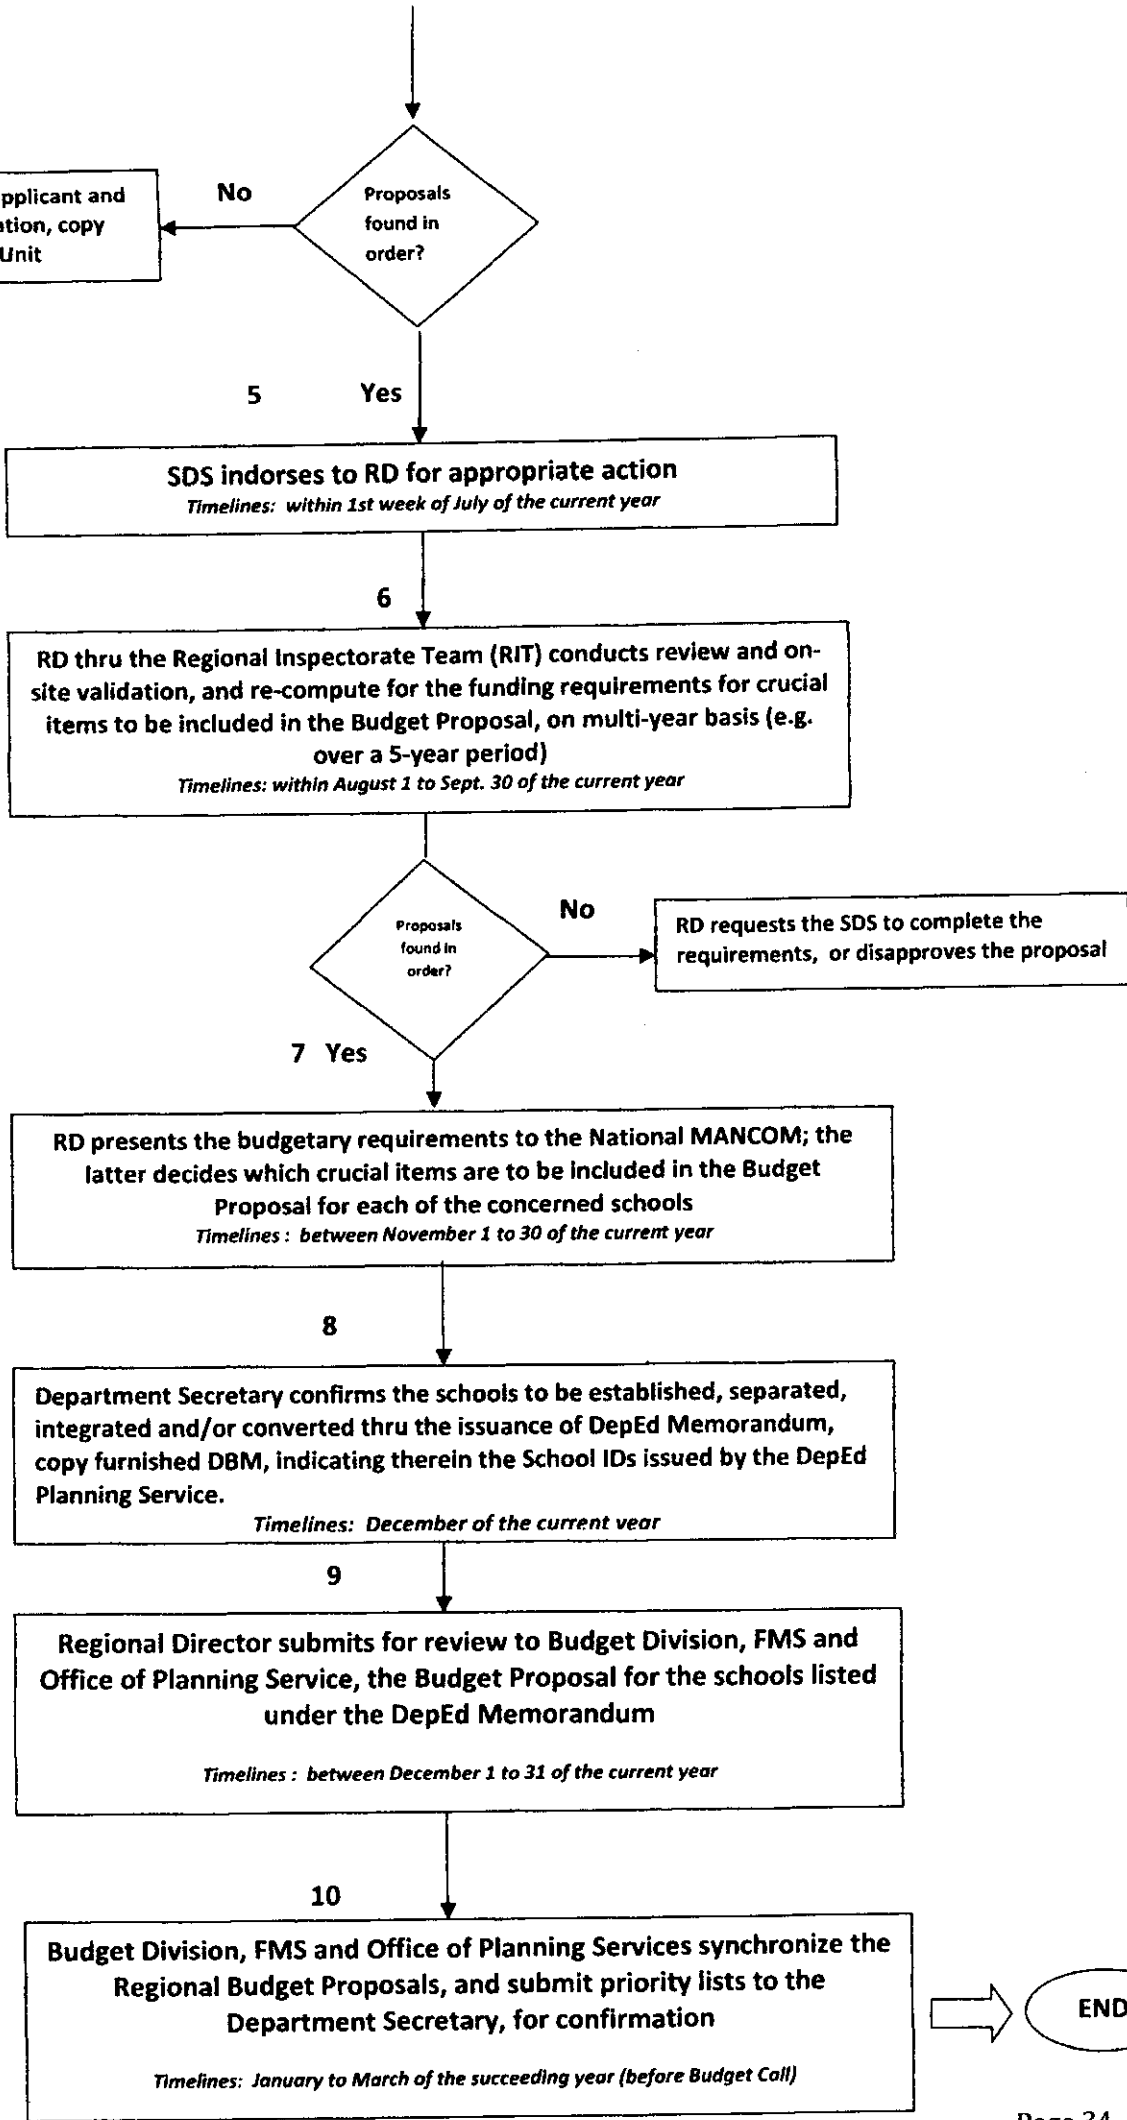 No
Proposals
found in
order?
pplicant and
ation, copy
Unit
5 Yes
SDS indorses to RD for appropriate action
Timelines: within 1st week of July of the current year
6
RD thru the Regional Inspectorate Team (RIT) conducts review and on-
site validation, and re-compute for the funding requirements for crucial
items to be included in the Budget Proposal, on multi-year basis (e.g.
over a 5-year period)
Timelines: within August 1 to Sept. 30 of the current year
Proposals
found in
order?
No
RD requests the SDS to complete the
requirements, or disapproves the proposal
7 Yes
RD presents the budgetary requirements to the National MANCOM; the
latter decides which crucial items are to be included in the Budget
Proposal for each of the concerned schools
Timelines : between November 1 to 30 of the current year
8
Department Secretary confirms the schools to be established, separated,
integrated and/or converted thru the issuance of DepEd Memorandum,
copy furnished DBM, indicating therein the School IDs issued by the DepEd
Planning Service.
Timelines: December of the current year
9
Regional Director submits for review to Budget Division, FMS and
Office of Planning Service, the Budget Proposal for the schools listed
under the DepEd Memorandum
Timelines : between December 1 to 31 of the current year
10
Budget Division, FMS and Office of Planning Services synchronize the
Regional Budget Proposals, and submit priority lists to the
Department Secretary, for confirmation
Timelines: January to March of the succeeding year (before Budget Call)
END
Page 24